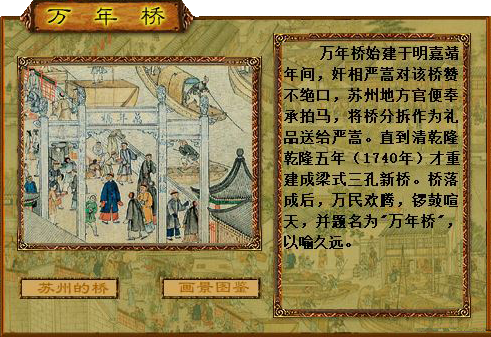 万年桥
万年桥
万年桥始建于明嘉靖
年间，奸相严嵩对该桥赞
不绝口，苏州地方官便奉
承拍马，将桥分拆作为礼
品送给严嵩。直到清乾隆
乾隆五年（1740年）才重
建成梁式三孔新桥。桥落
成后，万民欢腾，锣鼓喧
天，并题名为"万年桥"，
以喻久远。
苏州的桥
画景图鉴